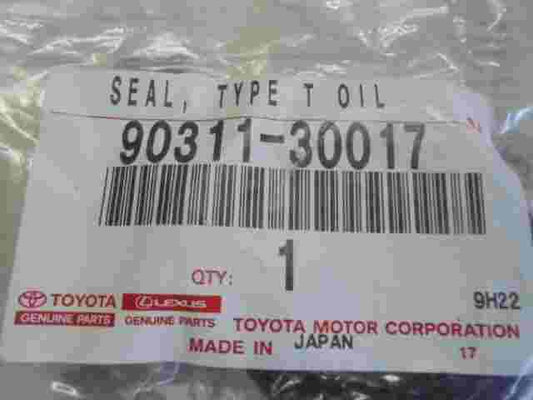 SEAL, TYPE T OIL
90311-30017
QTY: 1
9H22
TOYOTA LEXUS
GENUINE PARTS GENUINE PARTS
TOYOTA MOTOR CORPORATION
MADE IN JAPAN 17